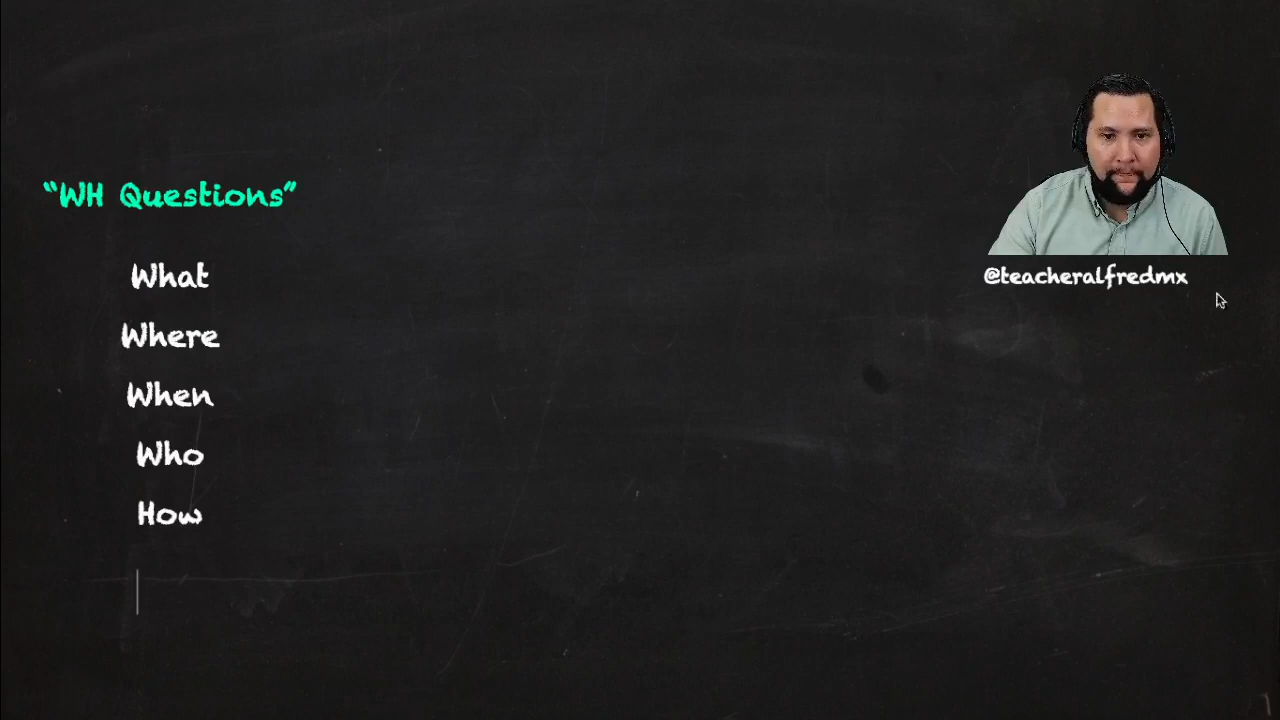 “WH Questions”
What
Where
When
Who
How
@teacheralfredmx